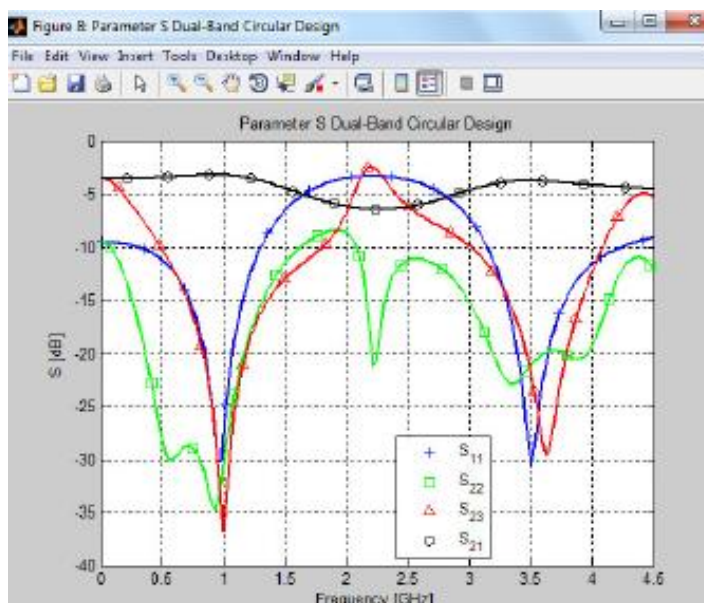 Figure 8: Parameter S Dual-Band Circular Design
File Edit View Insert Tools Desktop Window Help
Parameter S Dual-Band Circular Design
0
-5
-10
-15
-20
-25
-30
-35
-40
S [dB]
S11
S22
S23
S21
0 0.5 1 1.5 2 2.5 3 3.5 4 4.5
Frequency [GHz]